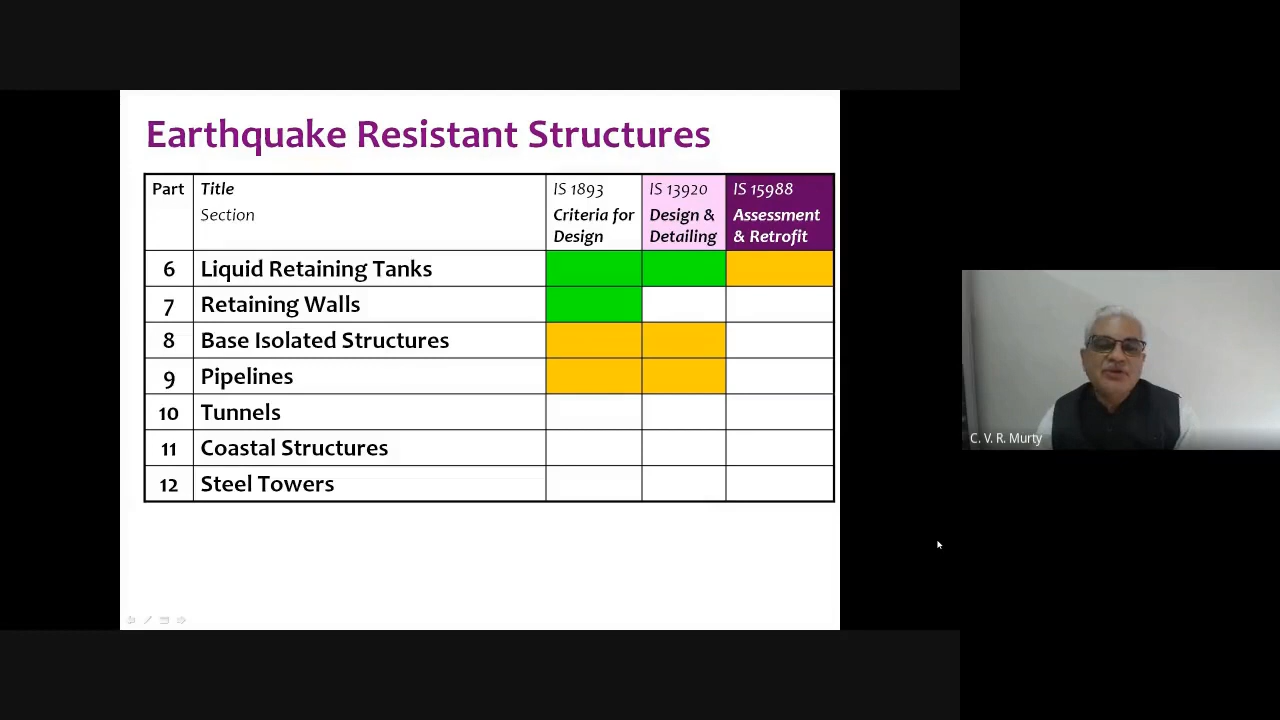 Earthquake Resistant Structures
Part Title IS 1893 IS 13920 IS 15988
Section Criteria for Design & Assessment
Design Detailing & Retrofit
6 Liquid Retaining Tanks
7 Retaining Walls
8 Base Isolated Structures
9 Pipelines
10 Tunnels
11 Coastal Structures
12 Steel Towers
C. V. R. Murty